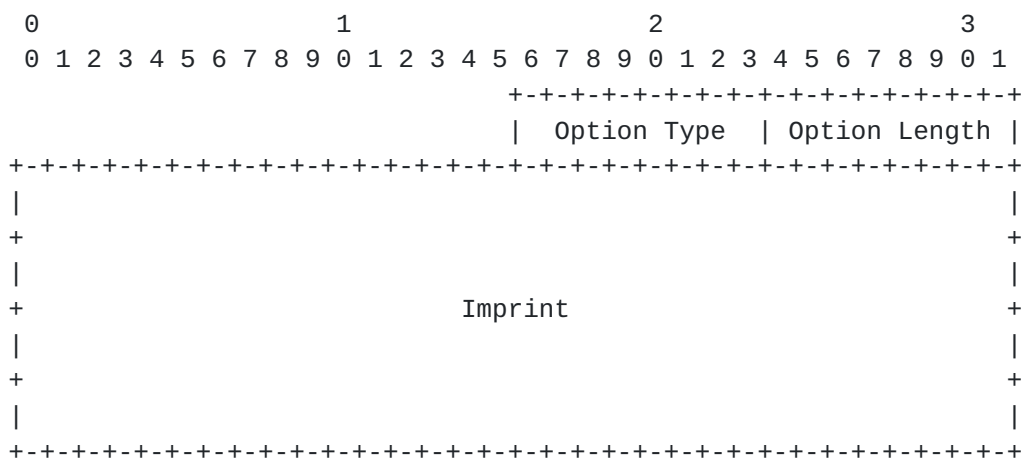 0                   1                   2                   3
 0 1 2 3 4 5 6 7 8 9 0 1 2 3 4 5 6 7 8 9 0 1 2 3 4 5 6 7 8 9 0 1
                                +-+-+-+-+-+-+-+-+-+-+-+-+-+-+-+-+
                                |  Option Type  | Option Length |
+-+-+-+-+-+-+-+-+-+-+-+-+-+-+-+-+-+-+-+-+-+-+-+-+-+-+-+-+-+-+-+-+
|                                                               |
+                                                               +
|                                                               |
+                            Imprint                            +
|                                                               |
+                                                               +
|                                                               |
+-+-+-+-+-+-+-+-+-+-+-+-+-+-+-+-+-+-+-+-+-+-+-+-+-+-+-+-+-+-+-+-+